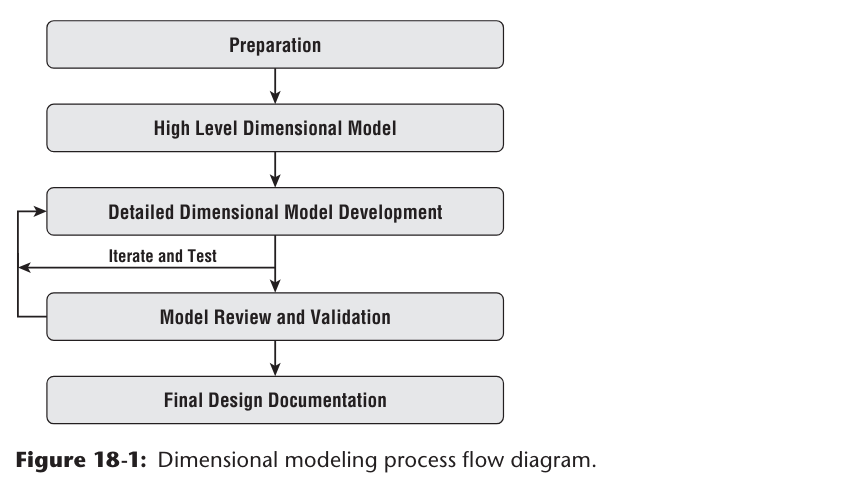 Preparation
High Level Dimensional Model
Detailed Dimensional Model Development
Iterate and Test
Model Review and Validation
Final Design Documentation
Figure 18-1: Dimensional modeling process flow diagram.